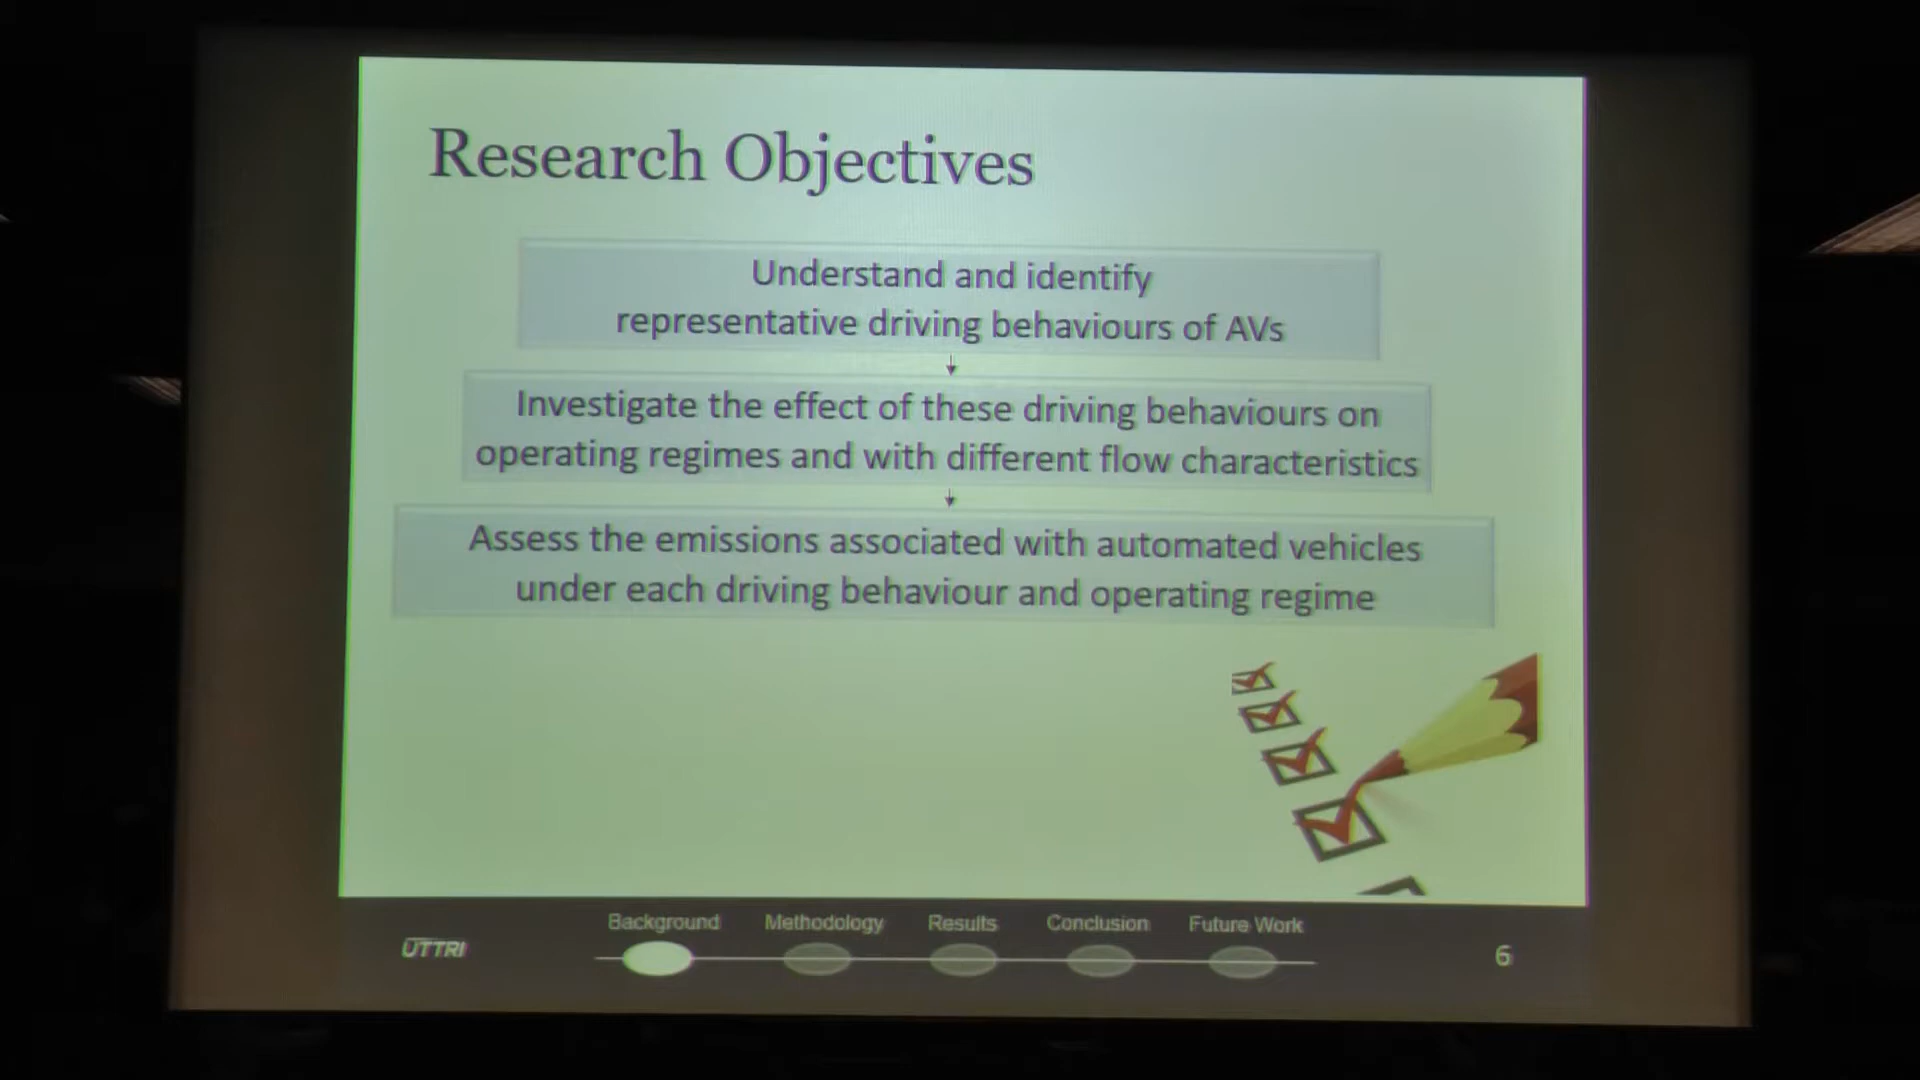 Research Objectives
Understand and identify
representative driving behaviours of AVs
Investigate the effect of these driving behaviours on
operating regimes and with different flow characteristics
Assess the emissions associated with automated vehicles
under each driving behaviour and operating regime
UTTRI
Background
Methodology
Results
Conclusion
Future Work
6